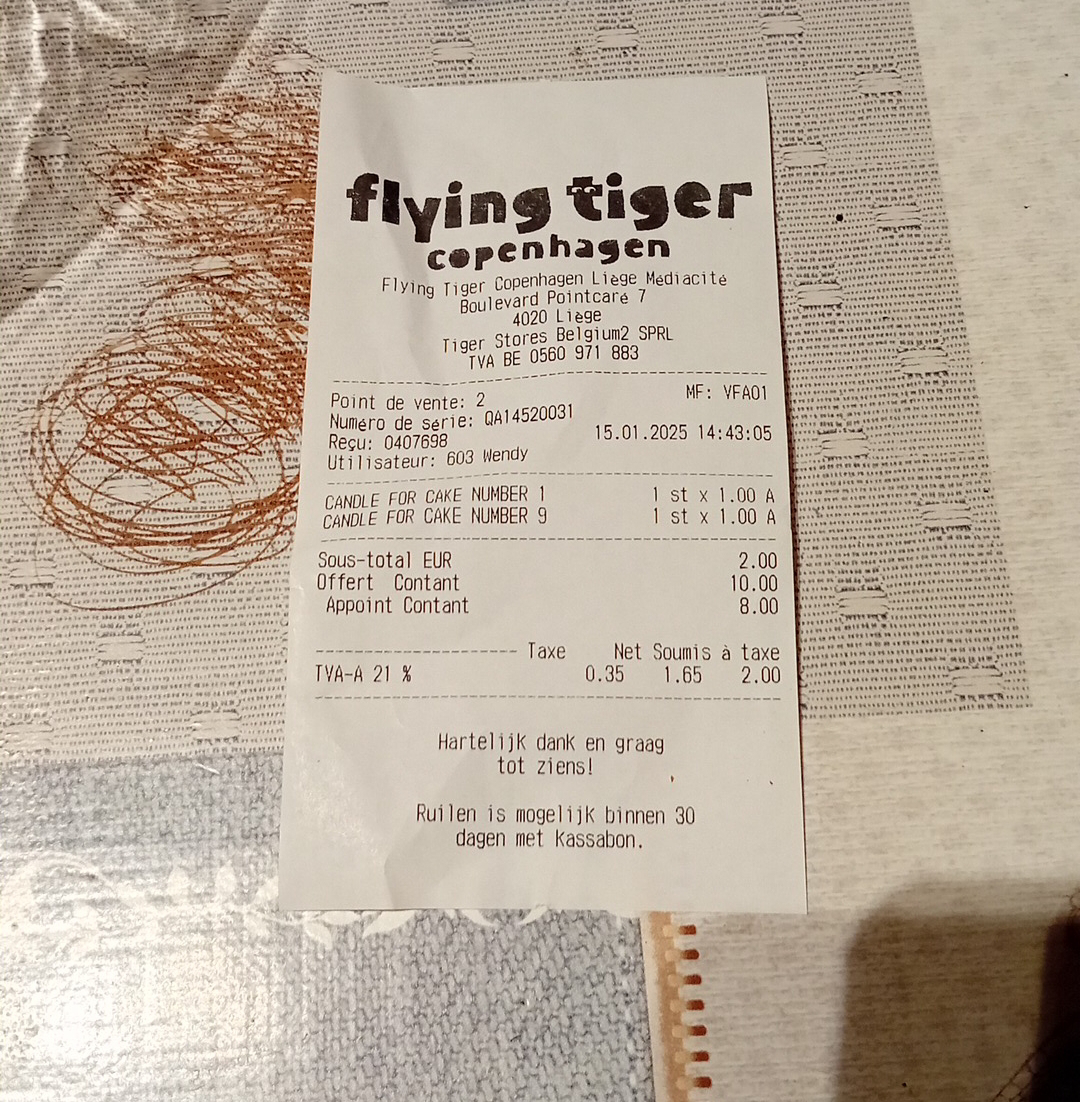 flying tiger
copenhagen
Flying Tiger Copenhagen Liège Médiacité
Boulevard Pointcaré 7
4020 Liège
Tiger Stores Belgium2 SPRL
TVA BE 0560 971 883
Point de vente: 2 MF: VFA01
Numéro de série: QA14520031
Reçu: 0407698 15.01.2025 14:43:05
Utilisateur: 603 Wendy
CANDLE FOR CAKE NUMBER 1 1 st x 1.00 A
CANDLE FOR CAKE NUMBER 9 1 st x 1.00 A
Sous-total EUR 2.00
Offert Contant 10.00
Appoint Contant 8.00
Taxe Net Soumis à taxe
TVA-A 21 % 0.35 1.65 2.00
Hartelijk dank en graag
tot ziens!
Ruilen is mogelijk binnen 30
dagen met Kassabon.